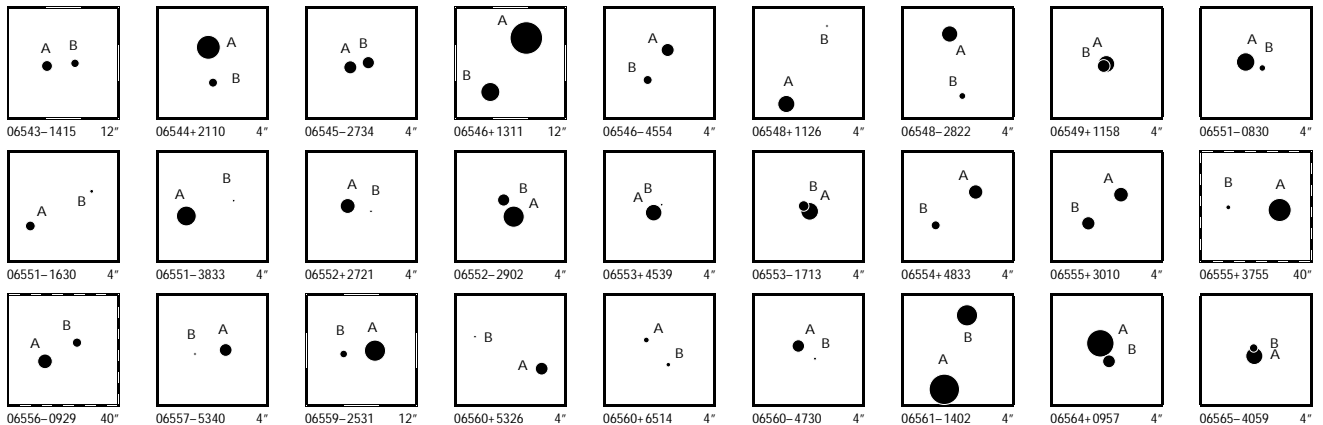 A B A B A B A B A B A B A B A B A B
06543–1415 12″ 06544+2110 4″ 06545–2734 4″ 06546+1311 12″ 06546–4554 4″ 06548+1126 4″ 06548–2822 4″ 06549+1158 4″ 06551–0830 4″
A B A B A B A B A B A B A B A B A B
06551–1630 4″ 06551–3833 4″ 06552+2721 4″ 06552–2902 4″ 06553+4539 4″ 06553–1713 4″ 06554+4833 4″ 06555+3010 4″ 06555+3755 40″
A B B A B A B A A B A B A B A B B A
06556–0929 40″ 06557–5340 4″ 06559–2531 12″ 06560+5326 4″ 06560+6514 4″ 06560–4730 4″ 06561–1402 4″ 06564+0957 4″ 06565–4059 4″